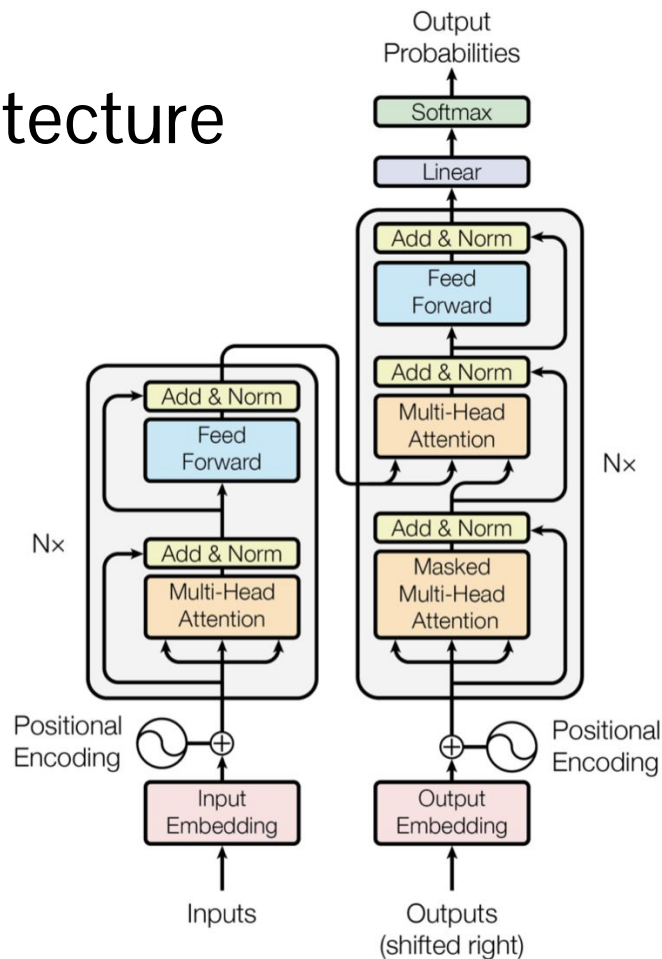 tecture
Output
Probabilities
Softmax
Linear
Add & Norm
Feed
Forward
Add & Norm
Multi-Head
Attention
Nx
Add & Norm
Masked
Multi-Head
Attention
Positional
Encoding
Output
Embedding
Outputs
(shifted right)
Add & Norm
Feed
Forward
Nx
Add & Norm
Multi-Head
Attention
Positional
Encoding
Input
Embedding
Inputs